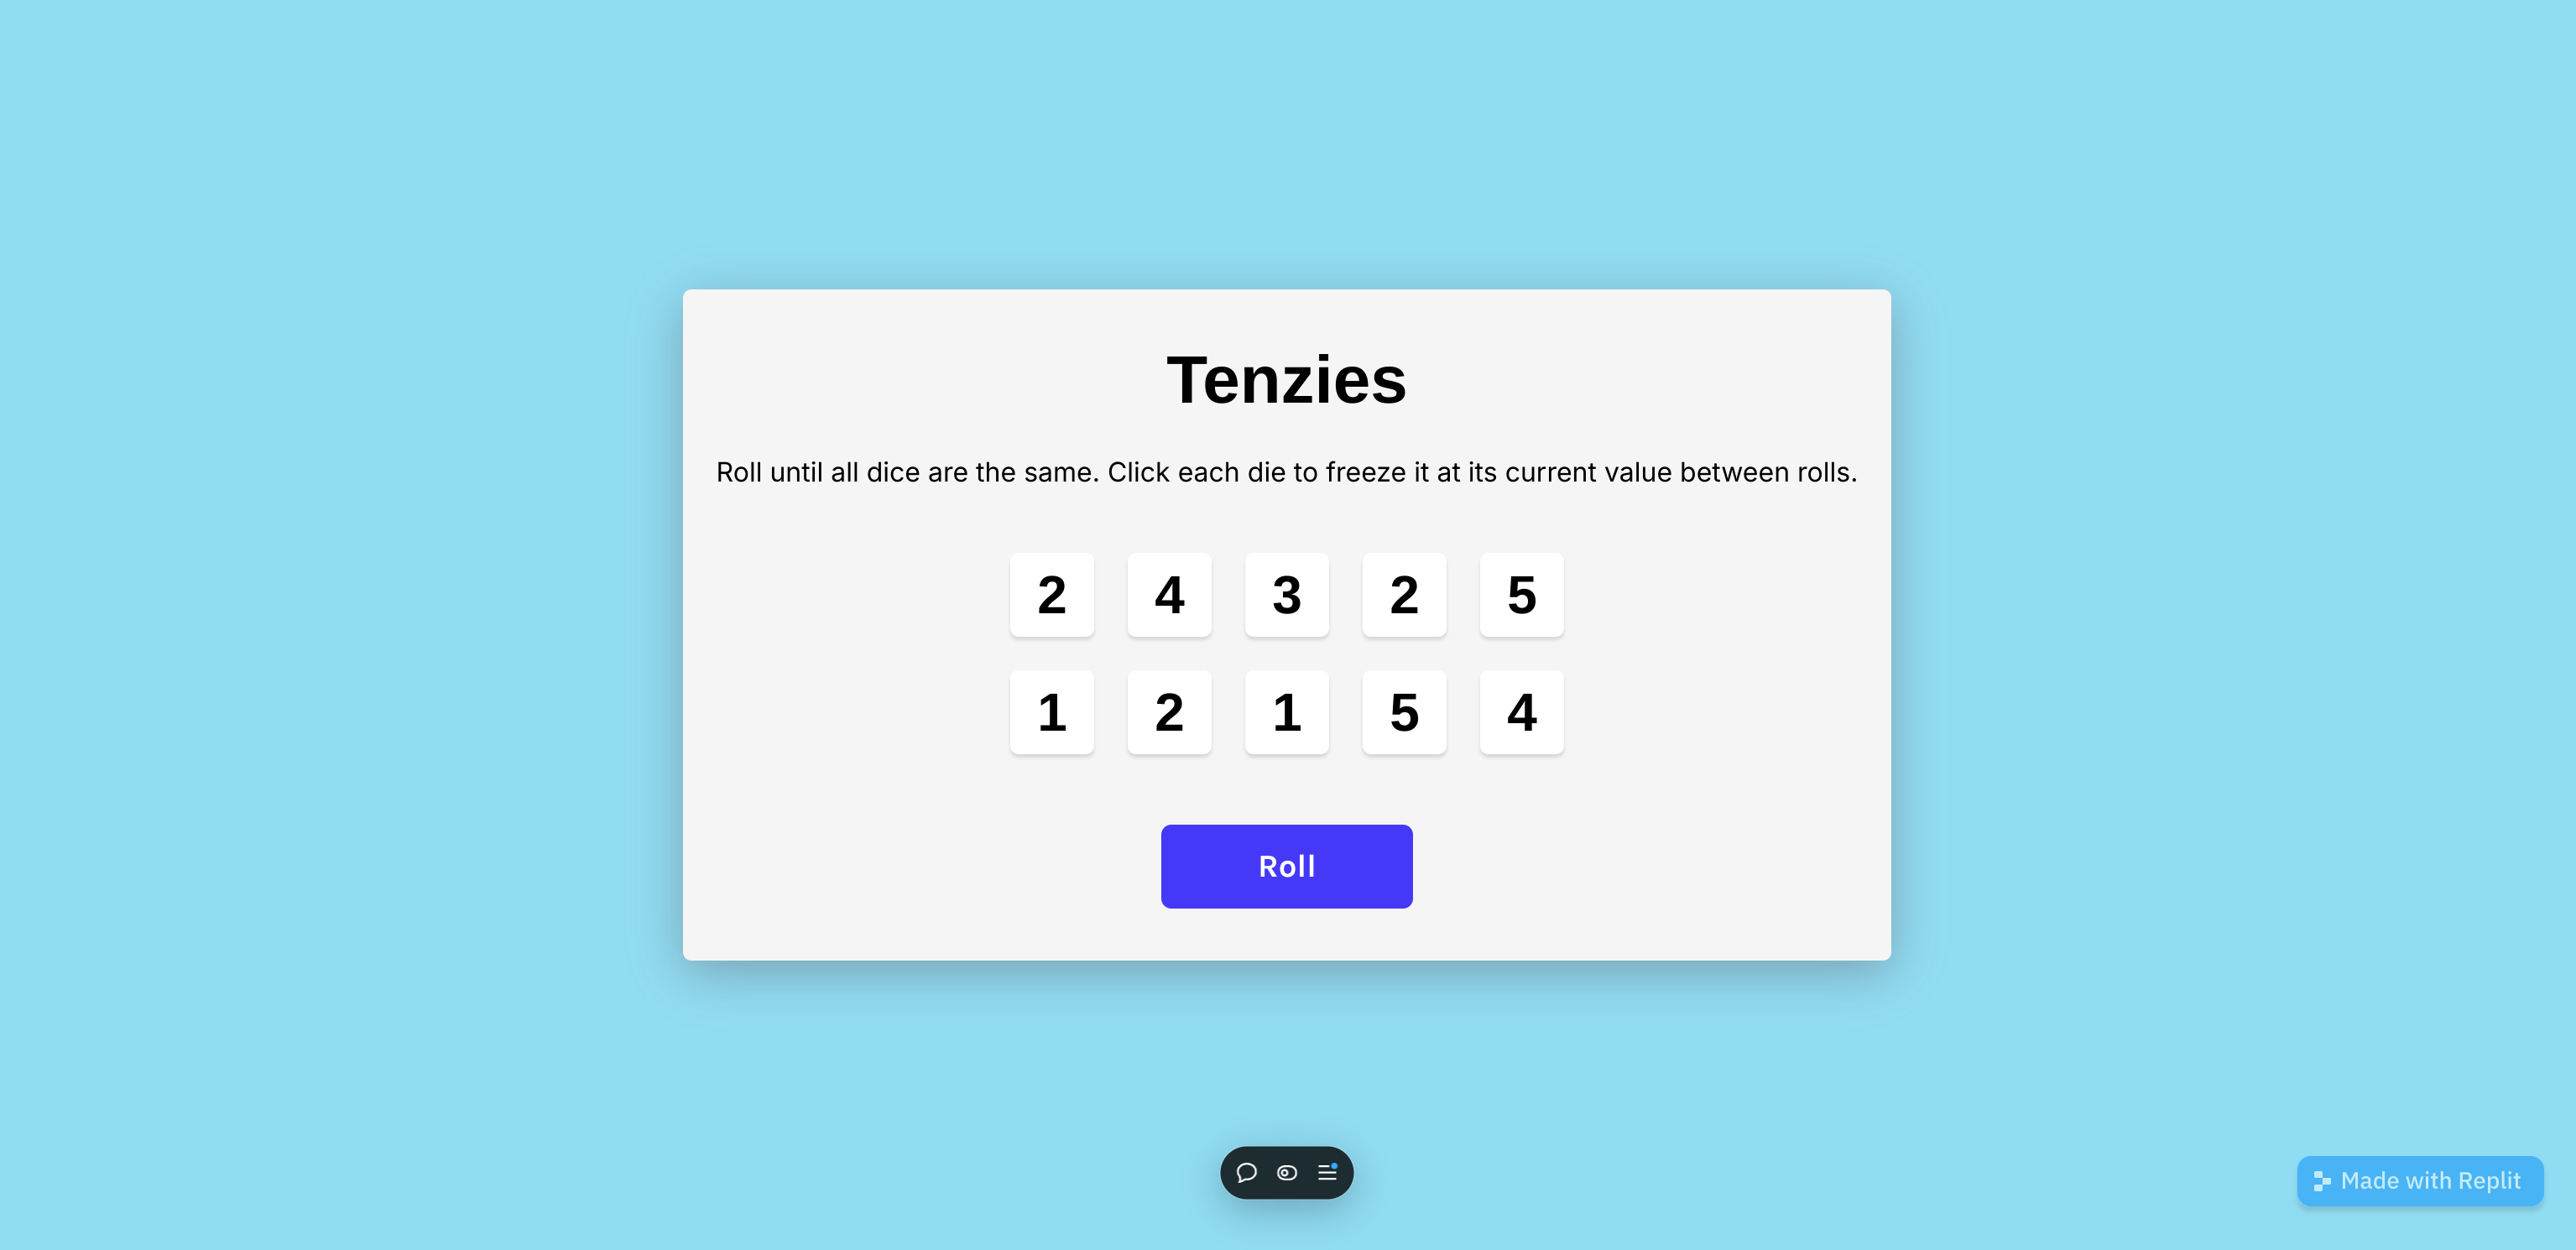 Tenzies
Roll until all dice are the same. Click each die to freeze it at its current value between rolls.
2 4 3 2 5
1 2 1 5 4
Roll
Made with Replit